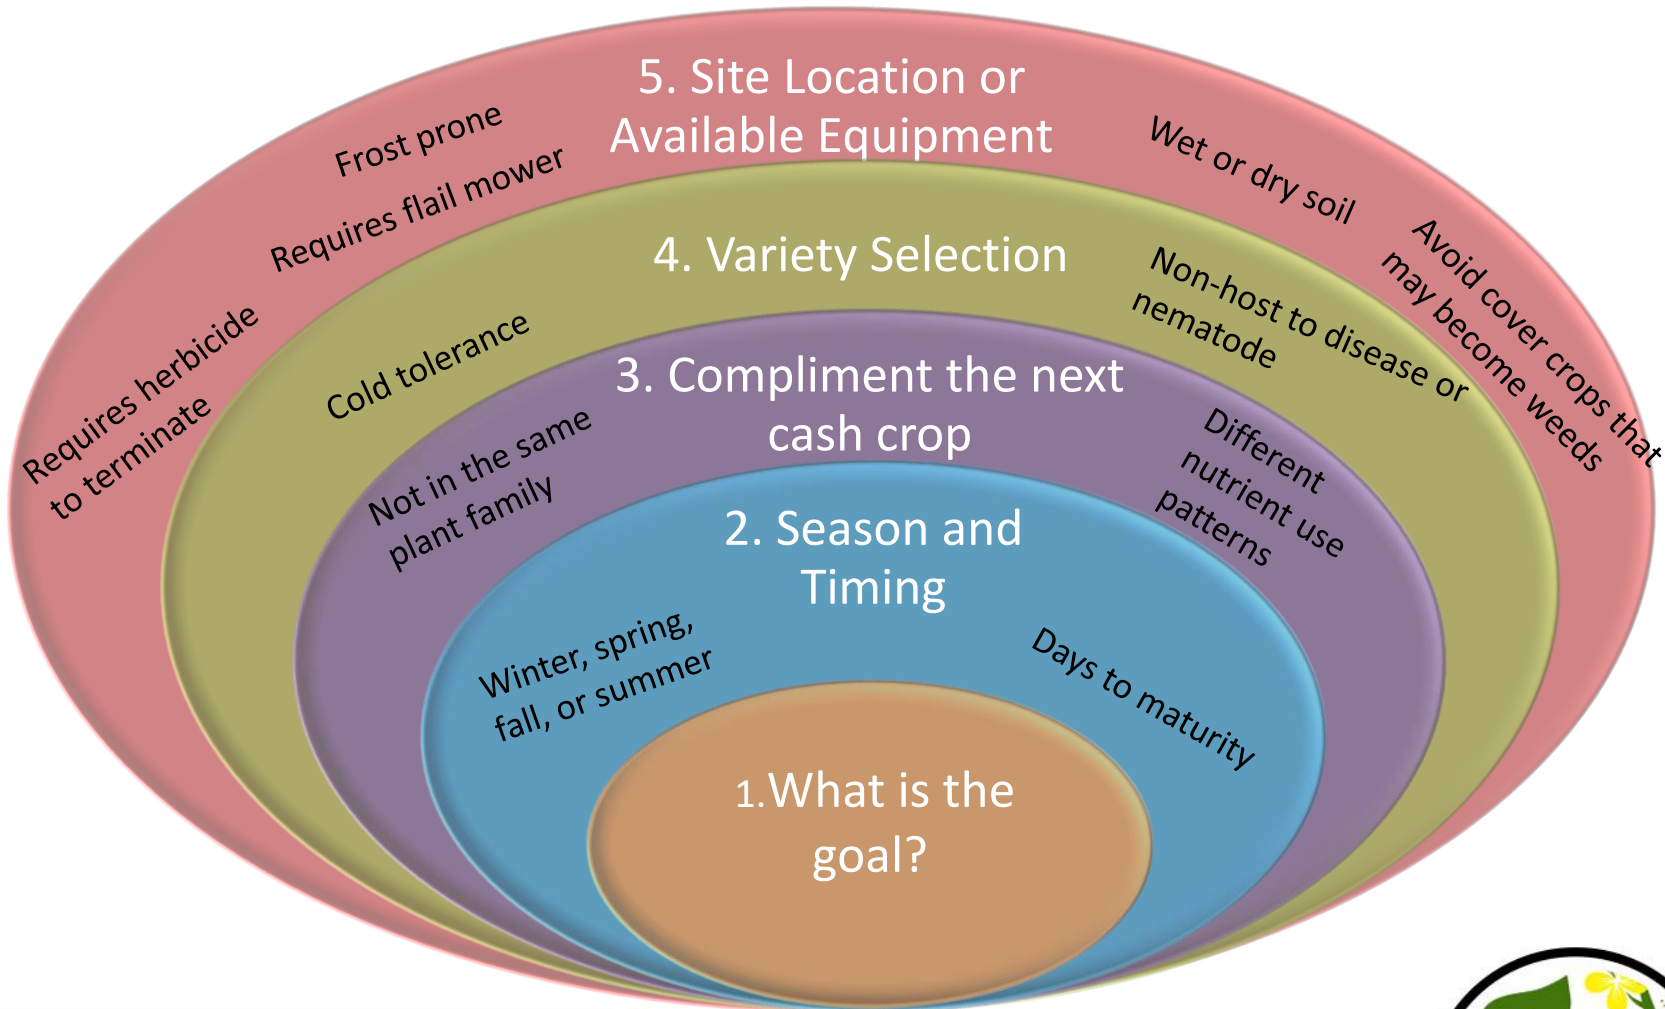 5. Site Location or
Available Equipment
Frost prone
Requires flail mower
Requires herbicide
to terminate
Wet or dry soil
Avoid cover crops that
may become weeds
4. Variety Selection
Cold tolerance
Non-host to disease or
nematode
3. Compliment the next
cash crop
Not in the same
plant family
Different
nutrient use
patterns
2. Season and
Timing
Winter, spring,
fall, or summer
Days to maturity
1.What is the
goal?